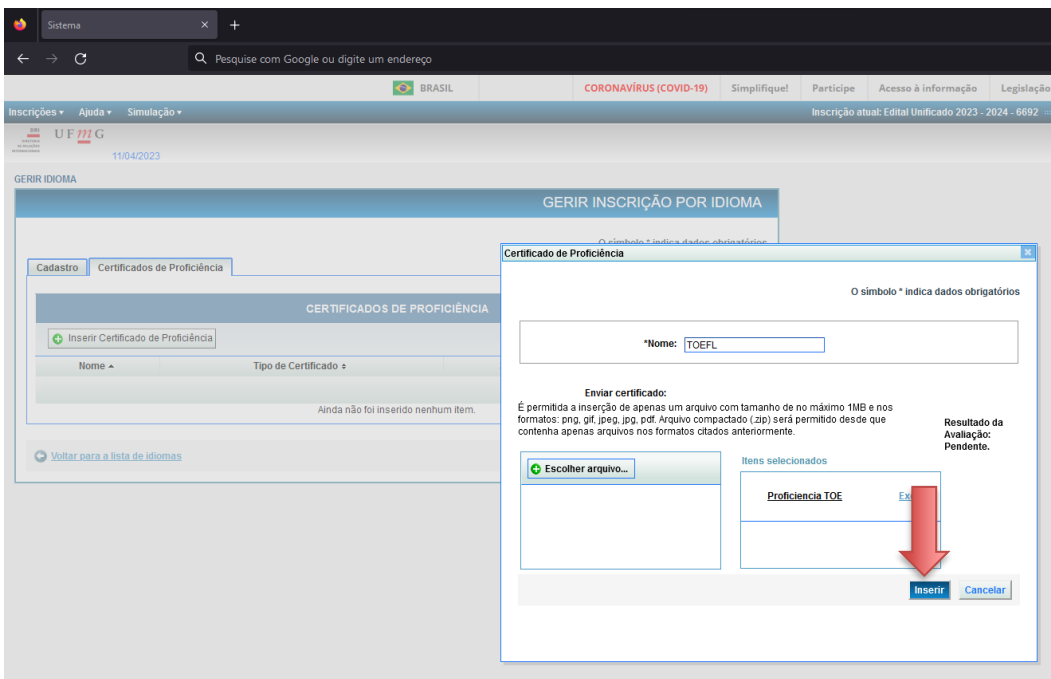 Sistema
Pesquise com Google ou digite um endereço
BRASIL
CORONAVÍRUS (COVID-19)
Simplifique!
Participe
Acesso à informação
Legislação
Inscrições
Ajuda
Simulação
Inscrição atual: Edital Unificado 2023 - 2024 - 6692
UFMG
11/04/2023
GERIR IDIOMA
GERIR INSCRIÇÃO POR IDIOMA
O símbolo * indica dados obrigatórios
Cadastro
Certificados de Proficiência
CERTIFICADOS DE PROFICIÊNCIA
Inserir Certificado de Proficiência
Nome
Tipo de Certificado
Ainda não foi inserido nenhum item.
Voltar para a lista de idiomas
Certificado de Proficiência
O símbolo * indica dados obrigatórios
*Nome: TOEFL
Enviar certificado:
É permitida a inserção de apenas um arquivo com tamanho de no máximo 1MB e nos
formatos: png, gif, jpeg, jpg, pdf. Arquivo compactado (.zip) será permitido desde que
contenha apenas arquivos nos formatos citados anteriormente.
Resultado da
Avaliação:
Pendente.
Escolher arquivo...
Itens selecionados
Proficiencia TOE
Inserir
Cancelar